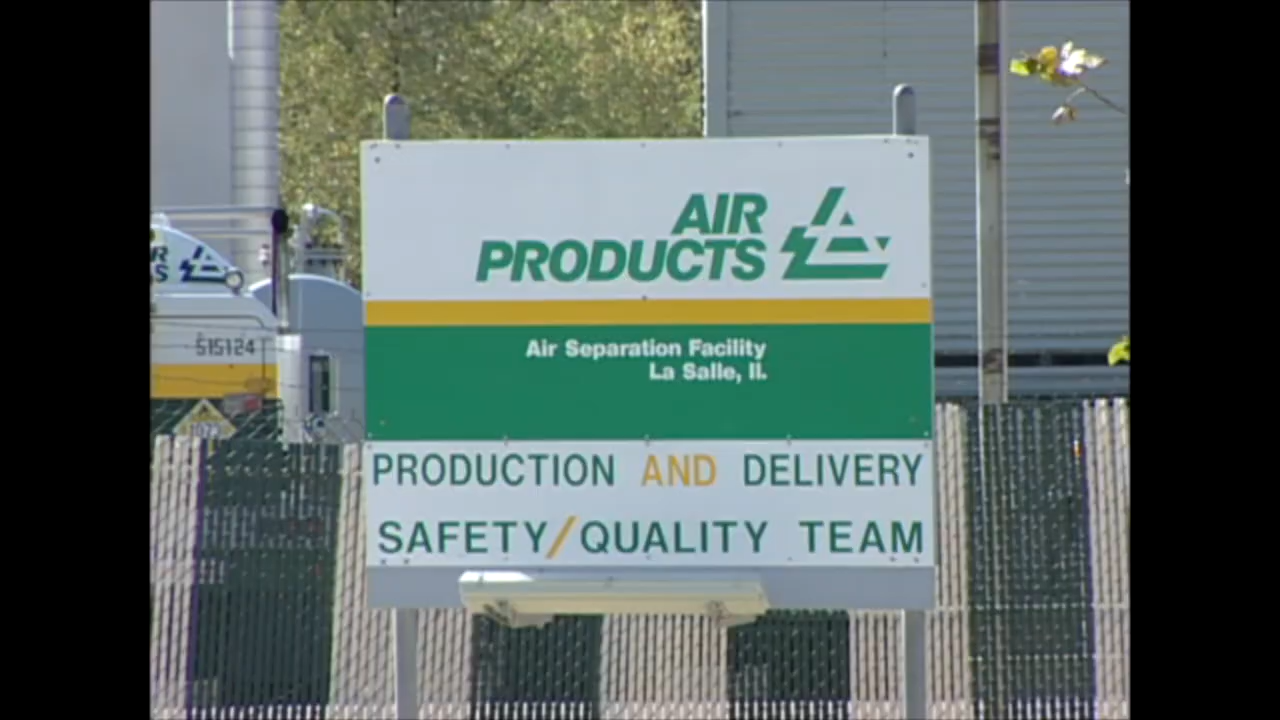 AIR
PRODUCTS
Air Separation Facility
La Salle, Il.
PRODUCTION AND DELIVERY
SAFETY/QUALITY TEAM
R
S
515124